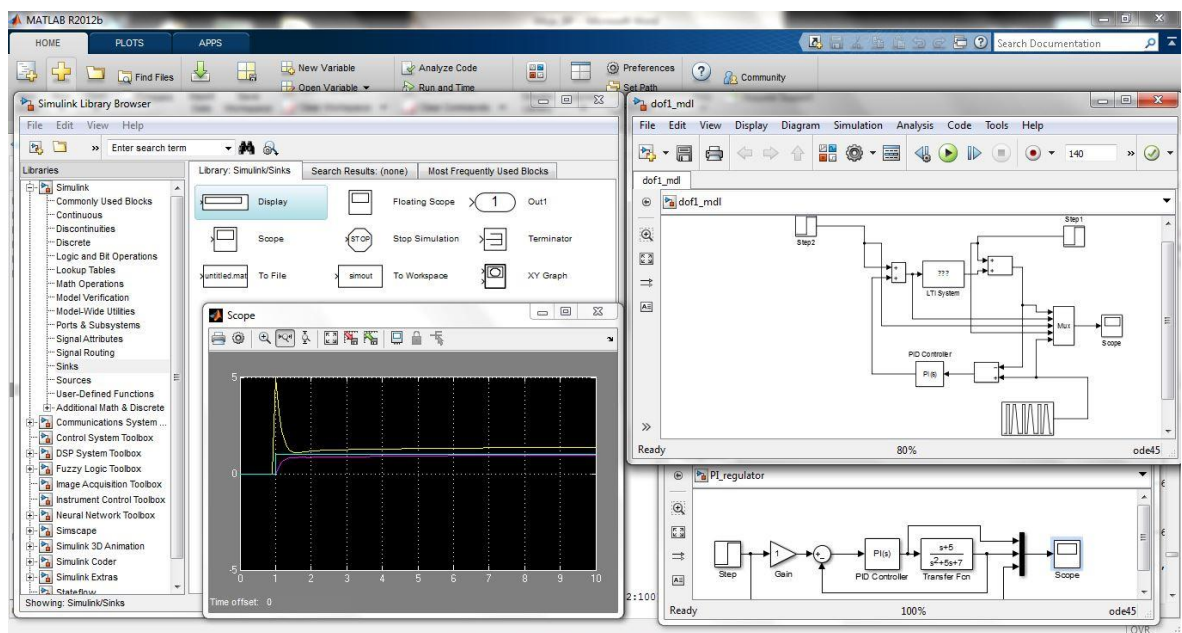 MATLAB R2012b
HOME PLOTS APPS
Search Documentation
Find Files
New Variable
Open Variable
Analyze Code
Run and Time
Preferences
Set Path
Community
Simulink Library Browser
File Edit View Help
» Enter search term
Libraries
Library: Simulink/Sinks Search Results: (none) Most Frequently Used Blocks
Simulink
Commonly Used Blocks
Continuous
Discontinuities
Discrete
Logic and Bit Operations
Lookup Tables
Math Operations
Model Verification
Model-Wide Utilities
Ports & Subsystems
Signal Attributes
Signal Routing
Sinks
Sources
User-Defined Functions
Additional Math & Discrete
Communications System ...
Control System Toolbox
DSP System Toolbox
Fuzzy Logic Toolbox
Image Acquisition Toolbox
Instrument Control Toolbox
Neural Network Toolbox
Simscape
Simulink 3D Animation
Simulink Coder
Simulink Extras
Stateflow
Showing: Simulink/Sinks
Display Floating Scope 1 Out1
Scope STOP Stop Simulation Terminator
untitled.mat To File simout To Workspace XY Graph
Scope
5
0
-5
0 1 2 3 4 5 6 7 8 9 10
Time offset: 0
dof1_mdl
File Edit View Display Diagram Simulation Analysis Code Tools Help
140 »
dof1_mdl
dof1_mdl
Step1
Step2
???
LTI System
Mux
Scope
PID Controller
PI(s)
»
Ready 80% ode45
PI_regulator
Step
1
Gain
PI(s)
PID Controller
s+5
s²+5s+7
Transfer Fcn
Scope
2:100
Ready 100% ode45
OVR